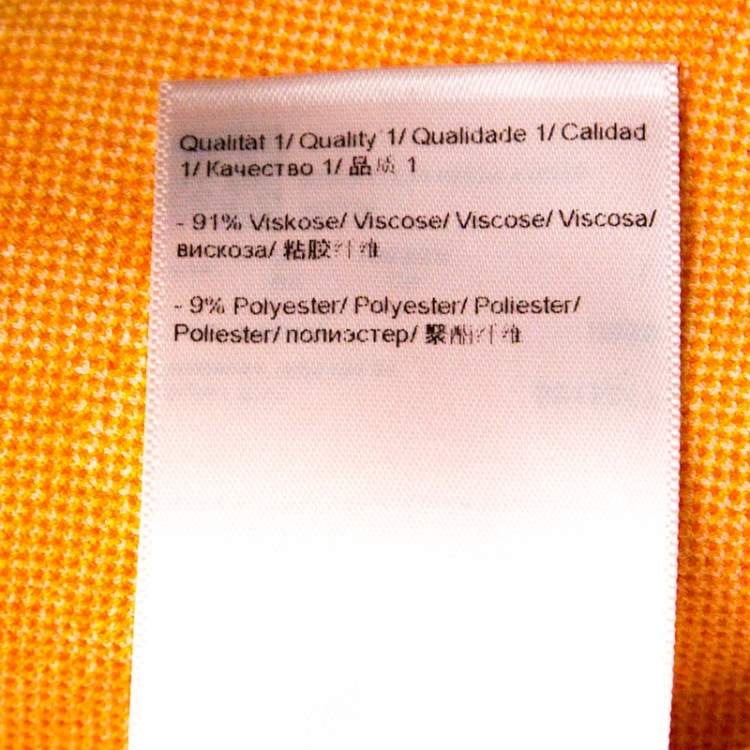 Qualität 1/ Quality 1/ Qualidade 1/ Calidad
1/ Качество 1/ 品质 1
- 91% Viskose/ Viscose/ Viscose/ Viscosa/
вискоза/ 粘胶纤维
- 9% Polyester/ Polyester/ Poliester/
Poliester/ полиэстер/ 聚酯纤维